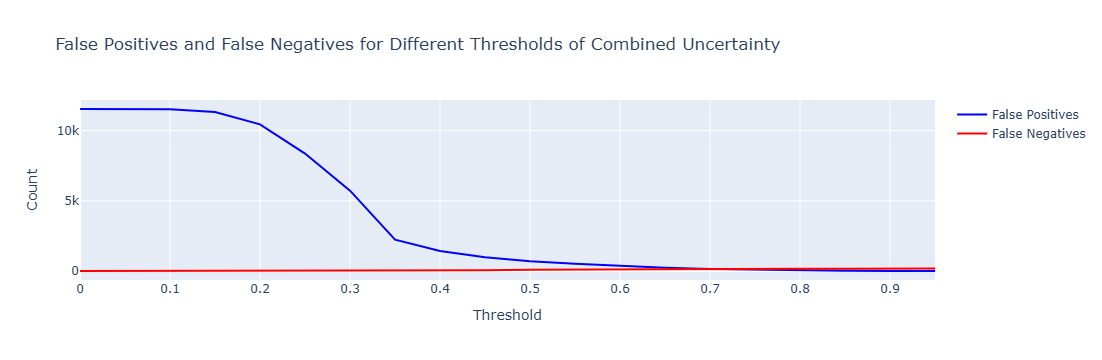 False Positives and False Negatives for Different Thresholds of Combined Uncertainty
False Positives
False Negatives
Count
10k
5k
0
0 0.1 0.2 0.3 0.4 0.5 0.6 0.7 0.8 0.9
Threshold